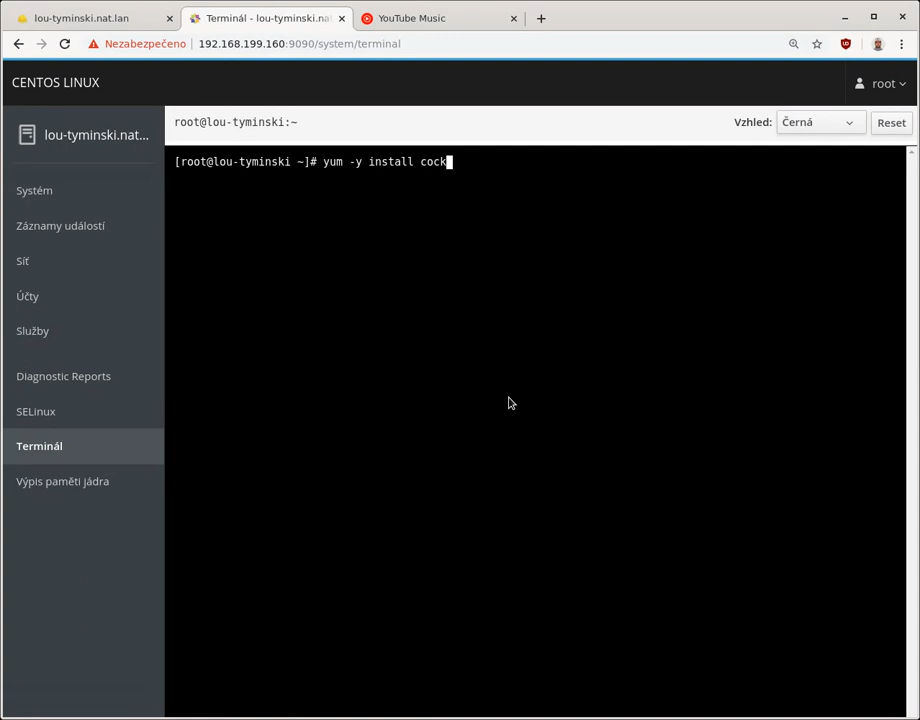 lou-tyminski.nat.lan
Terminál - lou-tyminski.na
YouTube Music
Nezabezpečeno
192.168.199.160:9090/system/terminal
CENTOS LINUX
root
lou-tyminski.nat...
root@lou-tyminski:~
Vzhled:
Černá
Reset
[root@lou-tyminski ~]# yum -y install cock
Systém
Záznamy událostí
Síť
Účty
Služby
Diagnostic Reports
SELinux
Terminál
Výpis paměti jádra